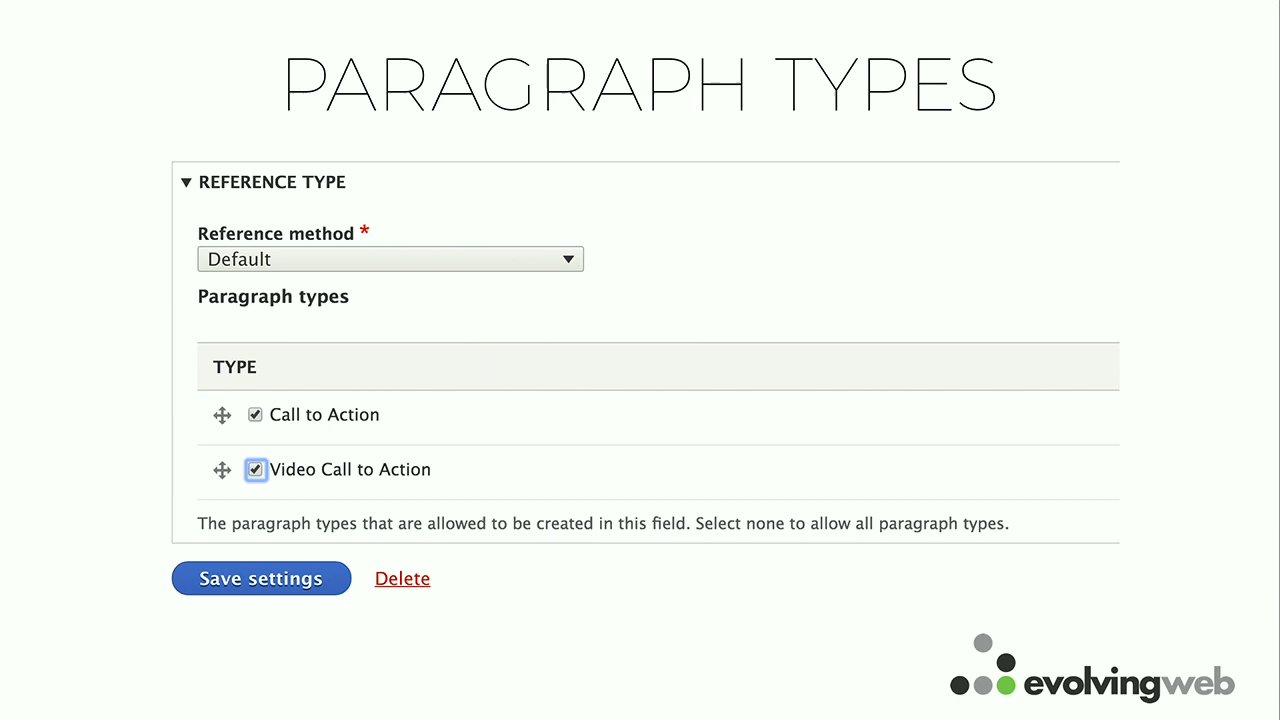 PARAGRAPH TYPES
REFERENCE TYPE
Reference method *
Default
Paragraph types
TYPE
Call to Action
Video Call to Action
The paragraph types that are allowed to be created in this field. Select none to allow all paragraph types.
Save settings Delete
evolvingweb